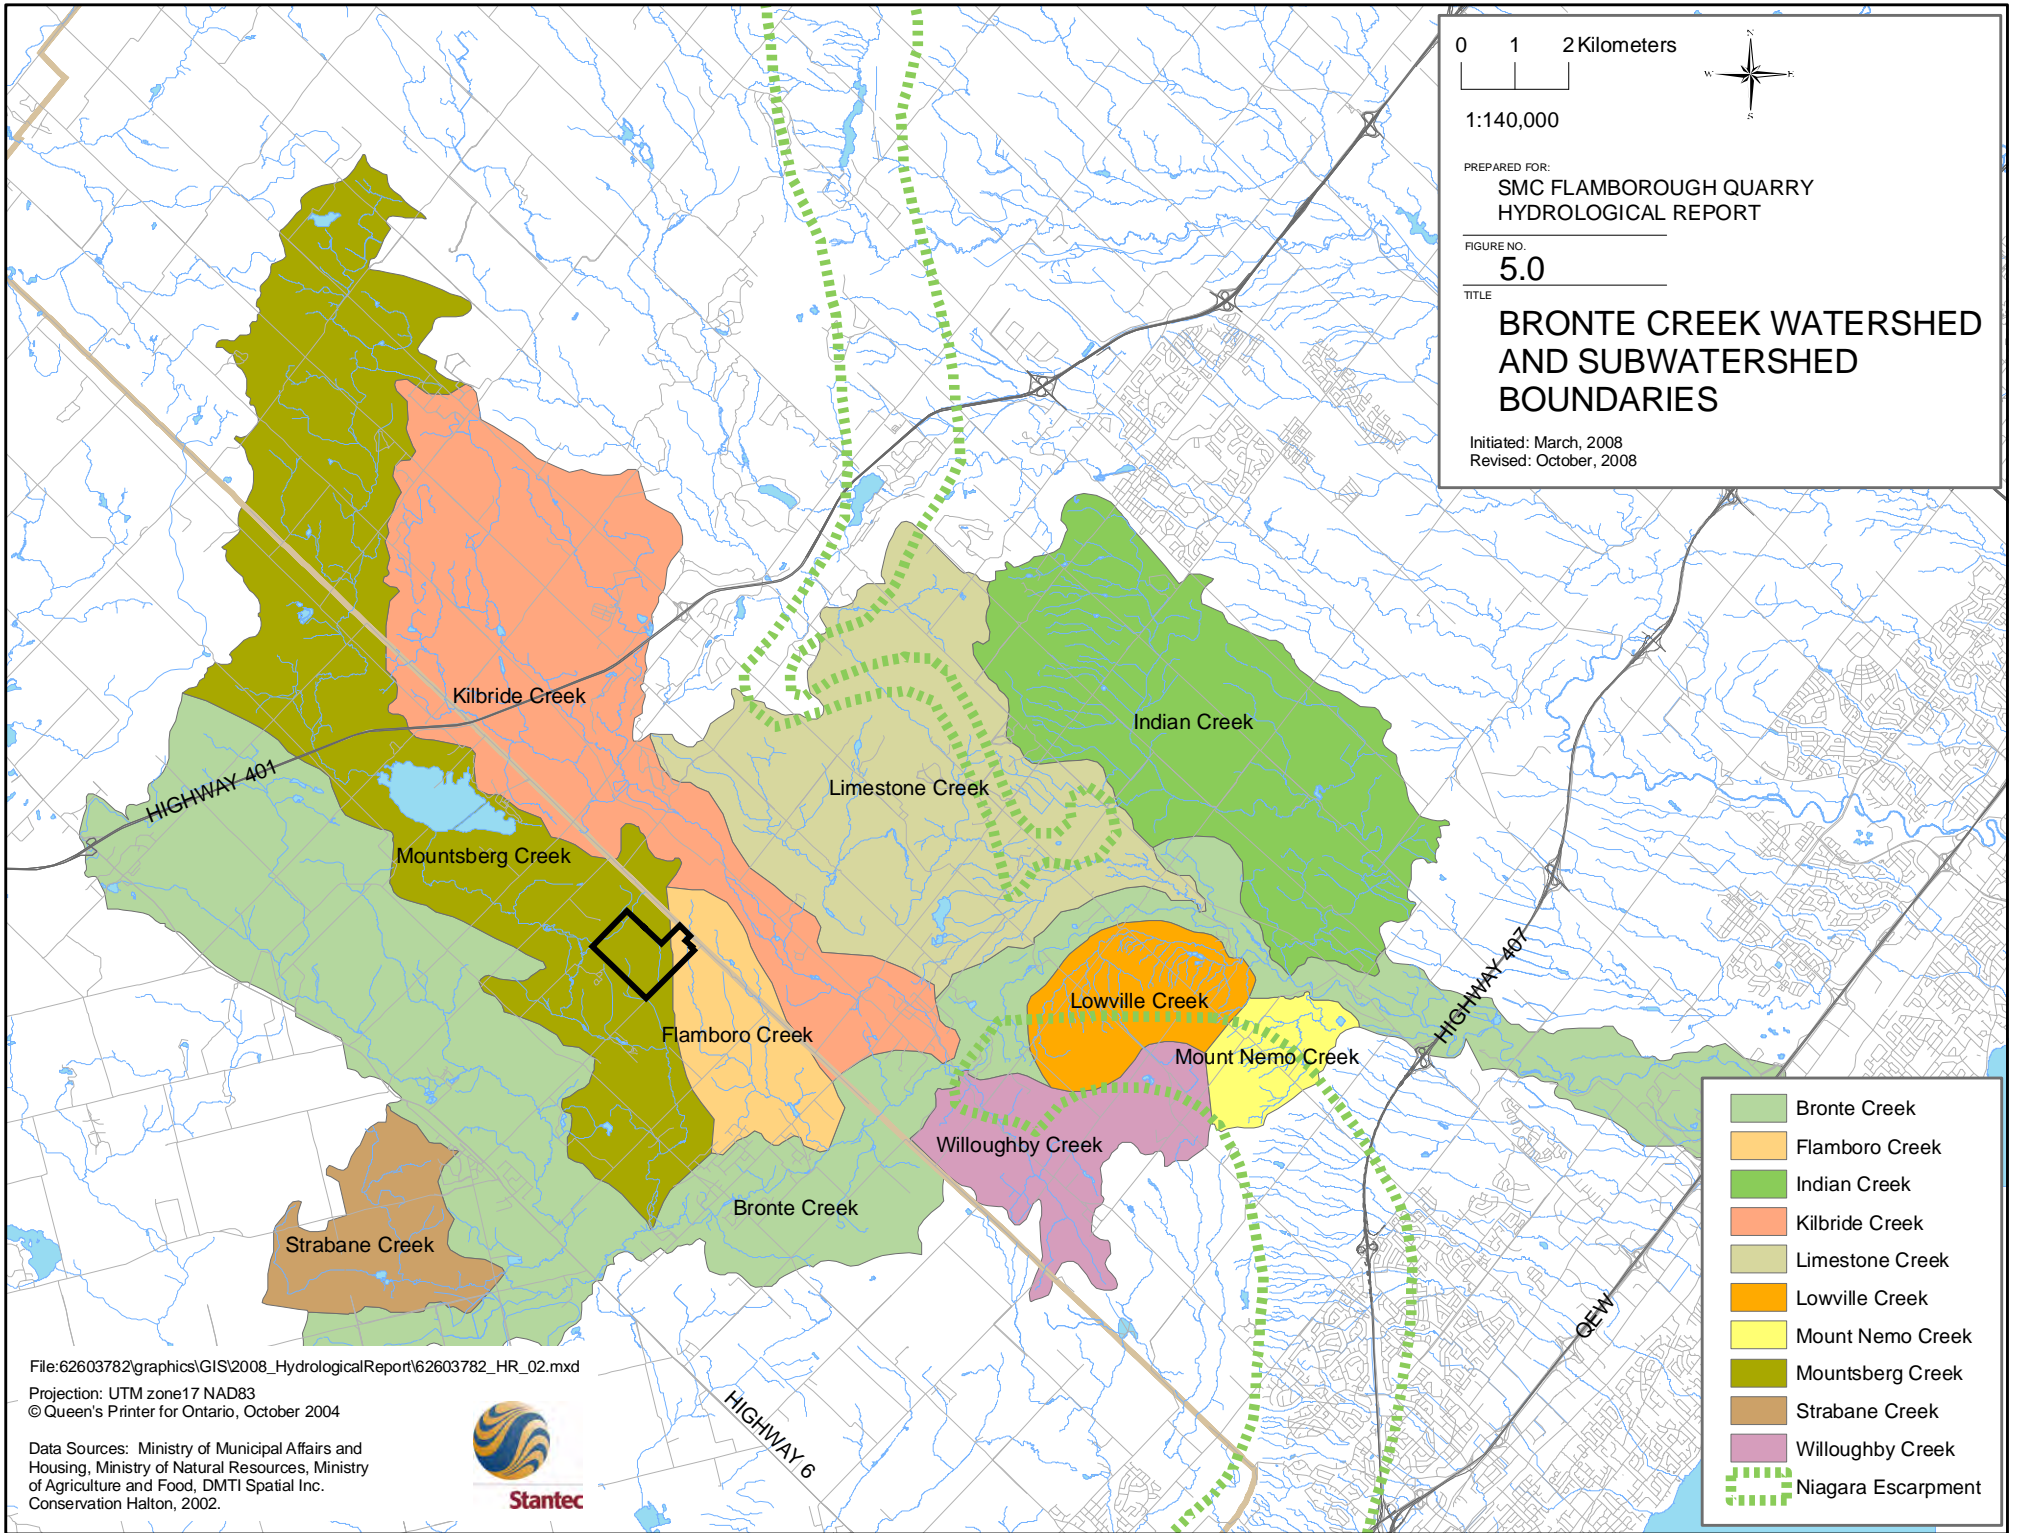 0 1 2 Kilometers
N
W E
S
1:140,000
PREPARED FOR:
SMC FLAMBOROUGH QUARRY
HYDROLOGICAL REPORT
FIGURE NO.
5.0
TITLE
BRONTE CREEK WATERSHED
AND SUBWATERSHED
BOUNDARIES
Initiated: March, 2008
Revised: October, 2008
Kilbride Creek
Indian Creek
Limestone Creek
HIGHWAY 401
Mountsberg Creek
HIGHWAY 407
Lowville Creek
Flamboro Creek
Mount Nemo Creek
Willoughby Creek
Bronte Creek
Strabane Creek
QEW
HIGHWAY 6
Bronte Creek
Flamboro Creek
Indian Creek
Kilbride Creek
Limestone Creek
Lowville Creek
Mount Nemo Creek
Mountsberg Creek
Strabane Creek
Willoughby Creek
Niagara Escarpment
File:62603782\graphics\GIS\2008_HydrologicalReport\62603782_HR_02.mxd
Projection: UTM zone17 NAD83
© Queen's Printer for Ontario, October 2004
Data Sources: Ministry of Municipal Affairs and
Housing, Ministry of Natural Resources, Ministry
of Agriculture and Food, DMTI Spatial Inc.
Conservation Halton, 2002.
Stantec